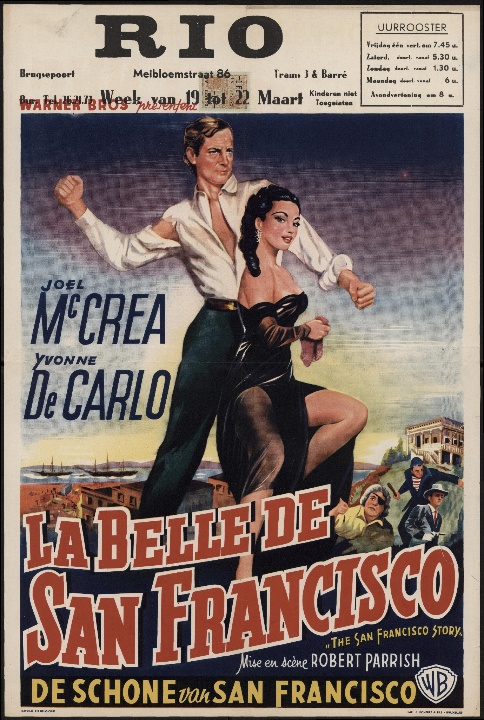 RIO
Brugsepoort Meibloemstraat 86 Trams 3 & Barré
Week van 19 tot 22 Maart
Kinderen niet
Toegelaten
UURROOSTER
Vrijdag één vert. om 7.45 u.
Zaterd. doorl. vanaf 5.30 u.
Zondag doorl. vanaf 1.30 u.
Maandag doorl. vanaf 6 u.
Avondvertooning om 8 u.
WARNER BROS présentent
JOEL
McCREA
YVONNE
De CARLO
LA BELLE DE
SAN FRANCISCO
„THE SAN FRANCISCO STORY„
Mise en scène ROBERT PARRISH
WB
DE SCHONE van SAN FRANCISCO